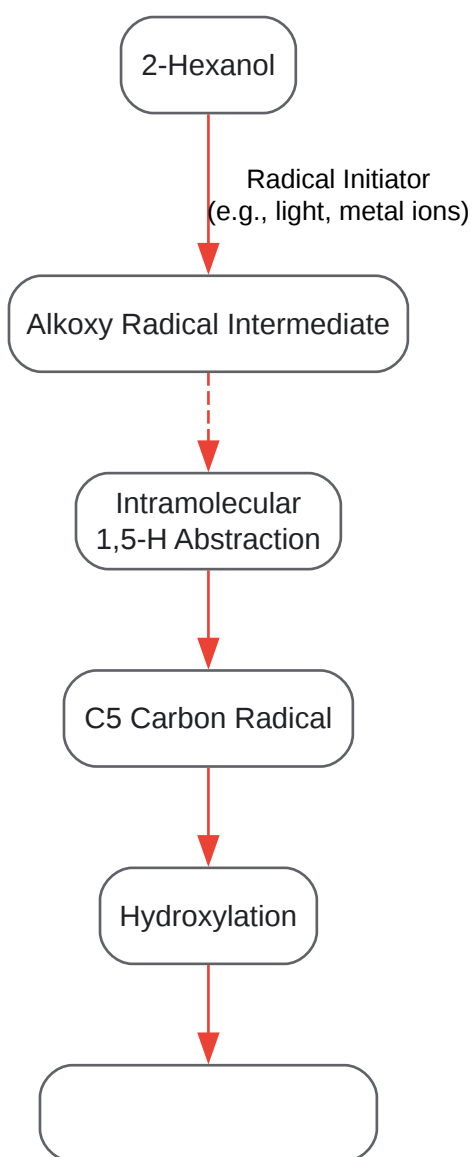 2-Hexanol
Radical Initiator
(e.g., light, metal ions)
Alkoxy Radical Intermediate
Intramolecular
1,5-H Abstraction
C5 Carbon Radical
Hydroxylation